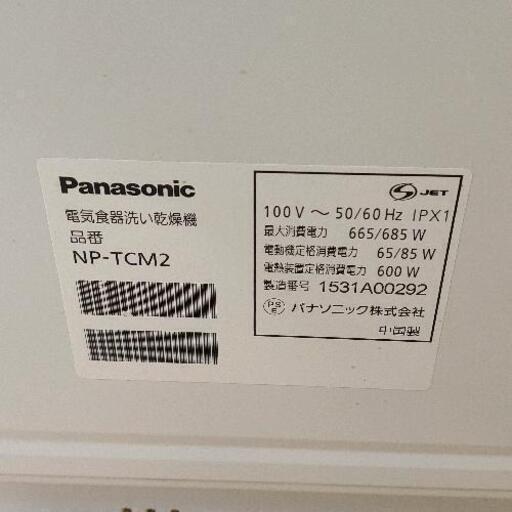 Panasonic
電気食器洗い乾燥機
品番
NP-TCM2
JET
100V ～ 50/60Hz IPX1
最大消費電力 665/685 W
電動機定格消費電力 65/85 W
電熱装置定格消費電力 600 W
製造番号 1531A00292
PSE パナソニック株式会社
中国製